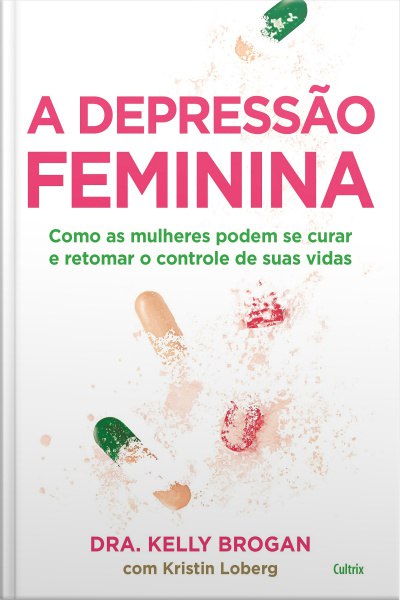 A DEPRESSÃO
FEMININA
Como as mulheres podem se curar
e retomar o controle de suas vidas
DRA. KELLY BROGAN
com Kristin Loberg
Cultrix